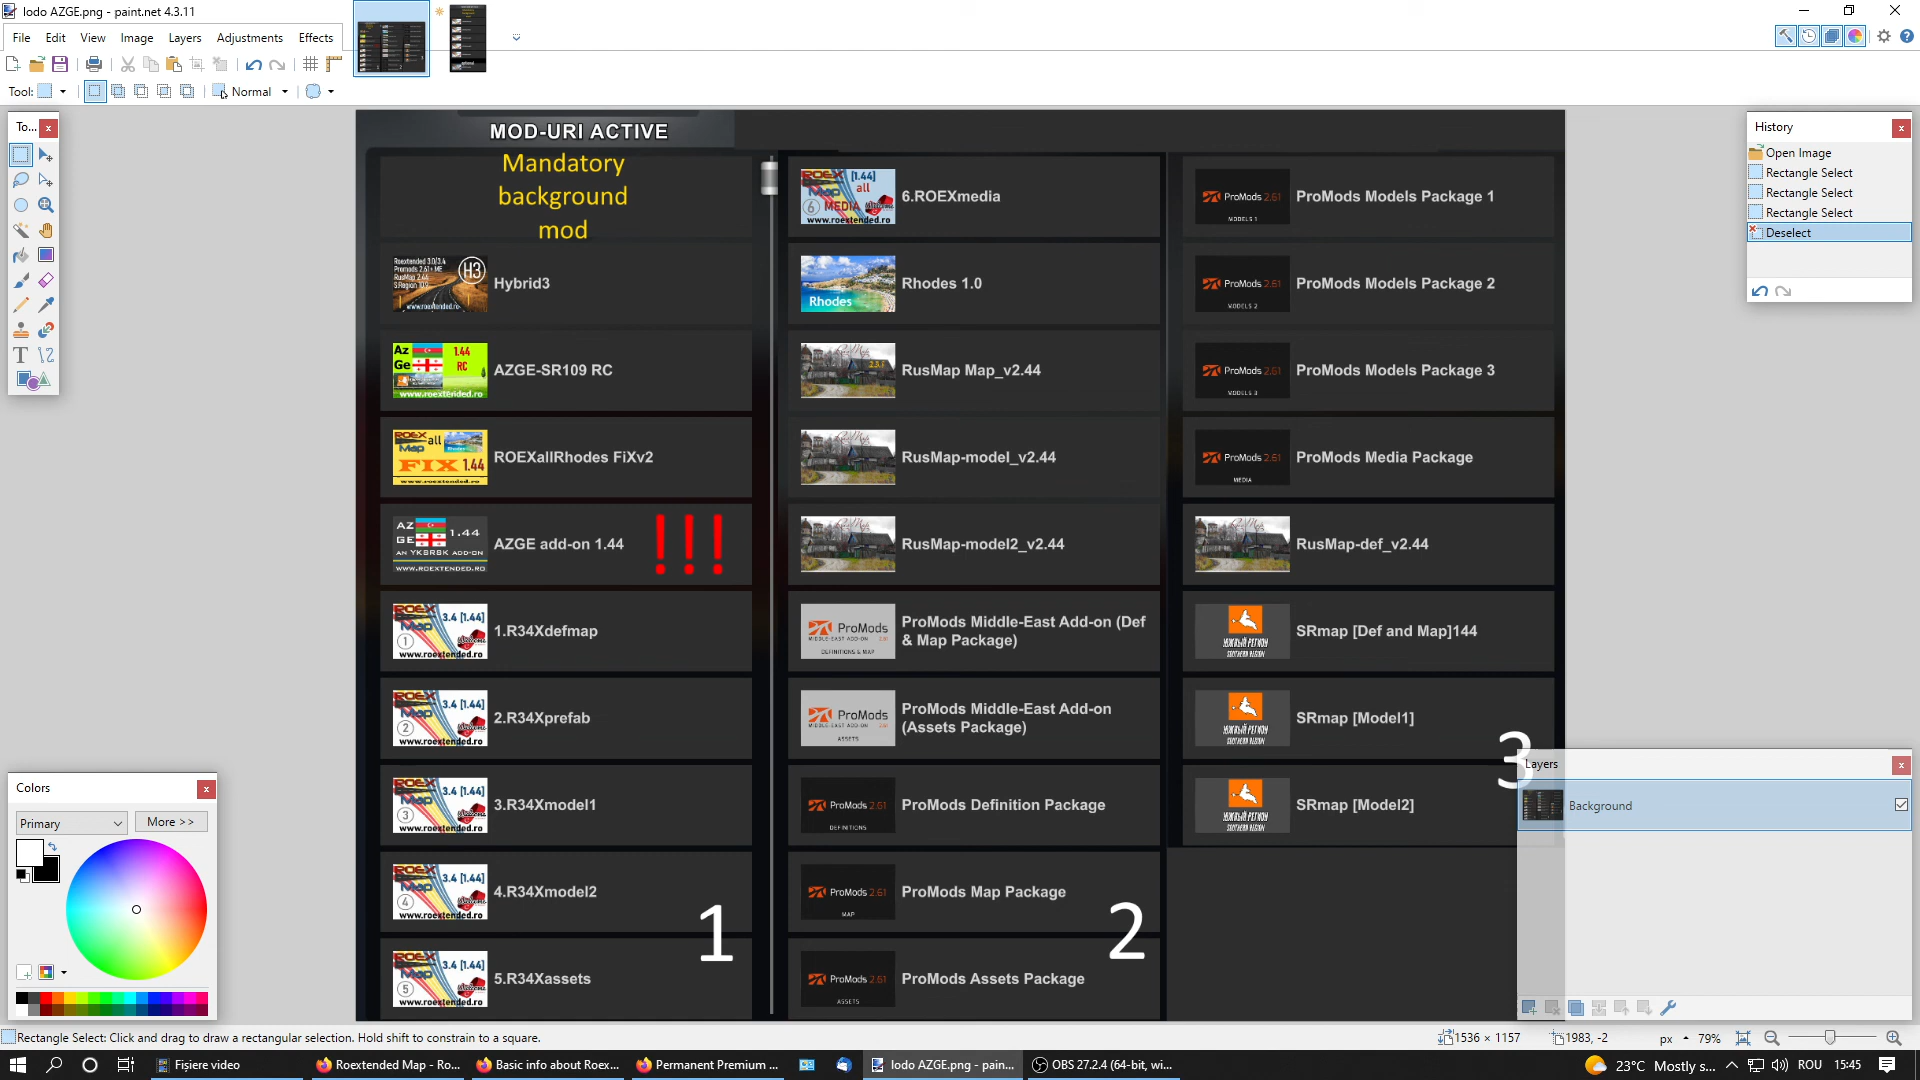 lodo AZGE.png - paint.net 4.3.11
File Edit View Image Layers Adjustments Effects
Tool: Normal
To...
MOD-URI ACTIVE
Mandatory
background
mod
Hybrid3
AZGE-SR109 RC
ROEXallRhodes FiXv2
AZGE add-on 1.44 !!!
1.R34Xdefmap
2.R34Xprefab
3.R34Xmodel1
4.R34Xmodel2
5.R34Xassets
1
6.ROEXmedia
Rhodes 1.0
Rhodes
RusMap Map_v2.44
RusMap-model_v2.44
RusMap-model2_v2.44
ProMods Middle-East Add-on (Def
& Map Package)
ProMods Middle-East Add-on
(Assets Package)
ProMods Definition Package
ProMods Map Package
ProMods Assets Package
2
ProMods Models Package 1
ProMods Models Package 2
ProMods Models Package 3
ProMods Media Package
RusMap-def_v2.44
SRmap [Def and Map]144
SRmap [Model1]
SRmap [Model2]
3
History
Open Image
Rectangle Select
Rectangle Select
Rectangle Select
Deselect
Colors
Primary
More >>
Layers
Background
Rectangle Select: Click and drag to draw a rectangular selection. Hold shift to constrain to a square.
1536 × 1157
1983, -2
px
79%
Fișiere video
Roextended Map - Ro...
Basic info about Roex...
Permanent Premium ...
lodo AZGE.png - pain...
OBS 27.2.4 (64-bit, wi...
23°C Mostly s...
ROU
15:45